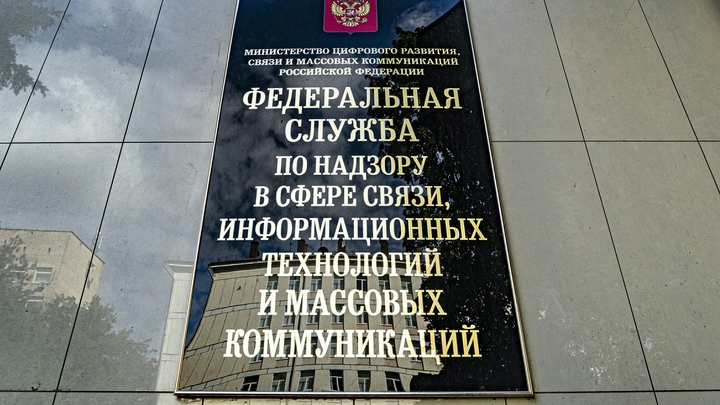 МИНИСТЕРСТВО ЦИФРОВОГО РАЗВИТИЯ,
СВЯЗИ И МАССОВЫХ КОММУНИКАЦИЙ
РОССИЙСКОЙ ФЕДЕРАЦИИ
ФЕДЕРАЛЬНАЯ
СЛУЖБА
ПО НАДЗОРУ
В СФЕРЕ СВЯЗИ,
ИНФОРМАЦИОННЫХ
ТЕХНОЛОГИЙ
И МАССОВЫХ
КОММУНИКАЦИЙ